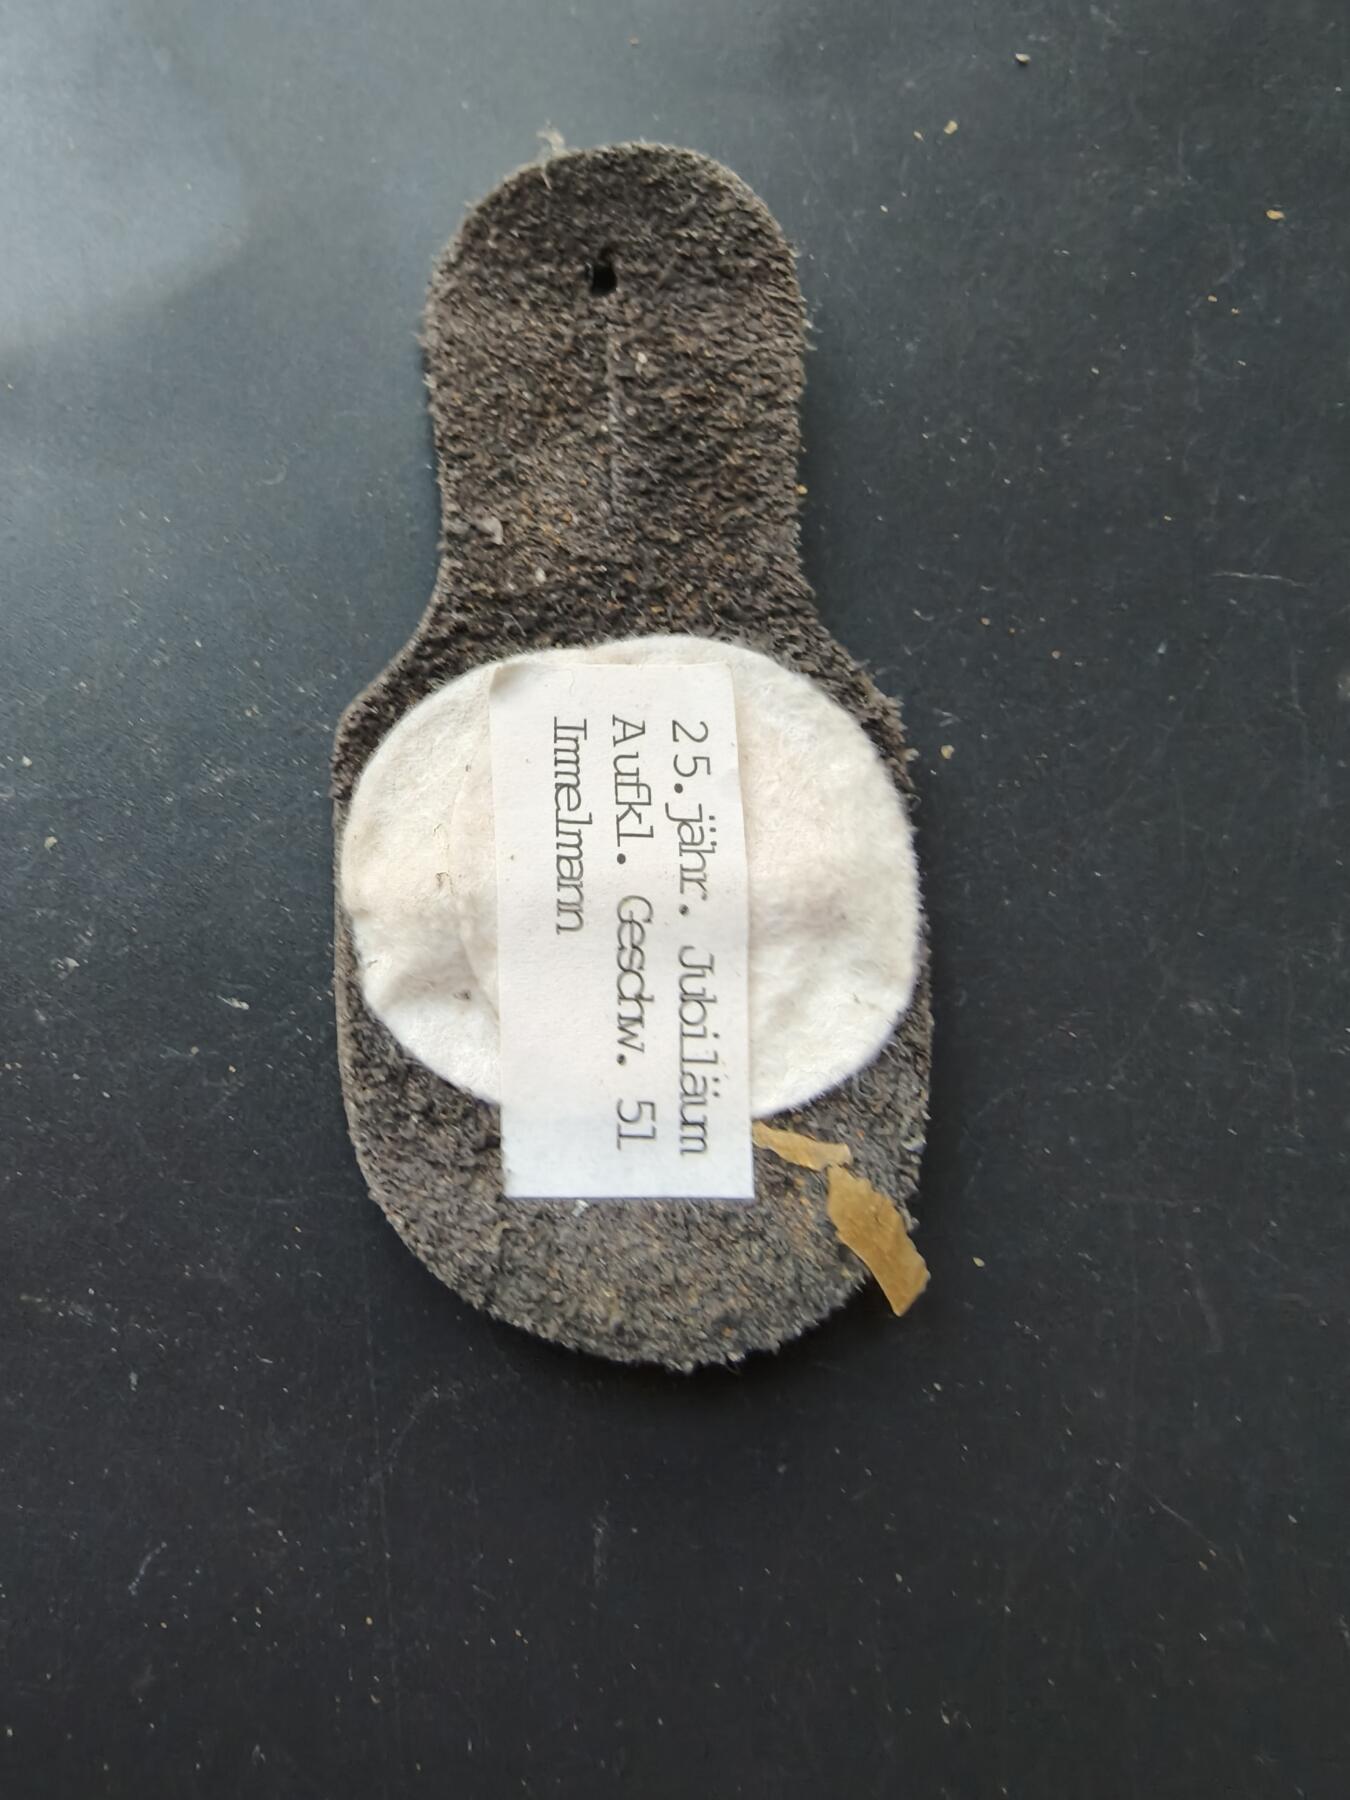 25.jähr. Jubiläum
Aufkl. Geschw. 51
Immelmann